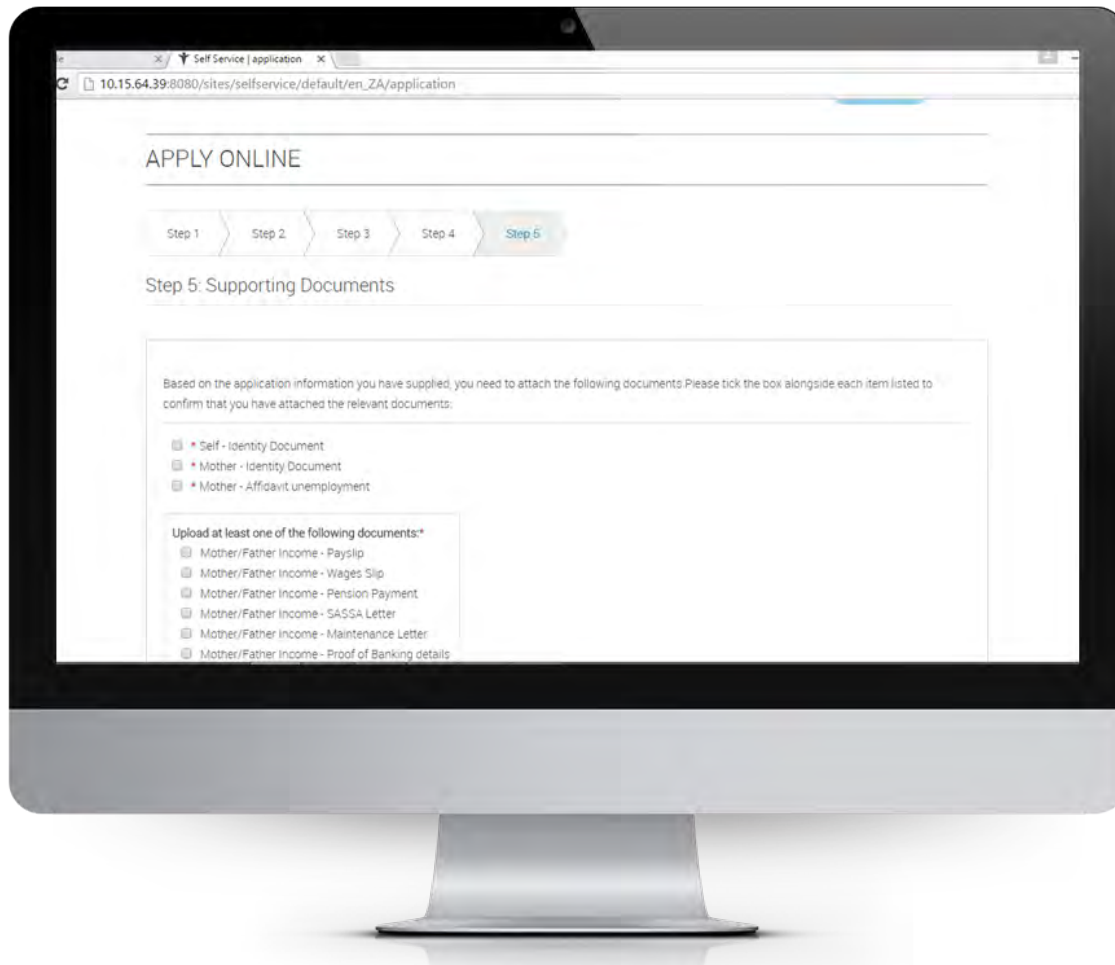 Self Service | application
10.15.64.39:8080/sites/selfservice/default/en_ZA/application
APPLY ONLINE
Step 1
Step 2
Step 3
Step 4
Step 5
Step 5: Supporting Documents
Based on the application information you have supplied, you need to attach the following documents.Please tick the box alongside each item listed to
confirm that you have attached the relevant documents:
* Self - Identity Document
* Mother - Identity Document
* Mother - Affidavit unemployment
Upload at least one of the following documents:*
Mother/Father Income - Payslip
Mother/Father Income - Wages Slip
Mother/Father Income - Pension Payment
Mother/Father Income - SASSA Letter
Mother/Father Income - Maintenance Letter
Mother/Father Income - Proof of Banking details